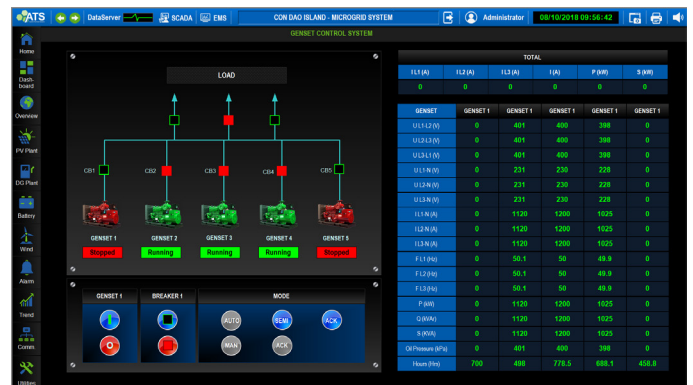 ATS DataServer SCADA EMS CON DAO ISLAND - MICROGRID SYSTEM Administrator 08/10/2018 09:56:42
GENSET CONTROL SYSTEM
Home
Dash-
board
Overview
PV Plant
DG Plant
Battery
Wind
Alarm
Trend
Comm.
Utilities
LOAD
CB1 CB2 CB3 CB4 CB5
GENSET 1 GENSET 2 GENSET 3 GENSET 4 GENSET 5
Stopped Running Running Running Stopped
GENSET 1 BREAKER 1 MODE
AUTO SEMI ACK
MAN ACK
TOTAL
I L1 (A) I L2 (A) I L3 (A) I (A) P (kW) S (kW)
0 0 0 0 0 0
GENSET GENSET 1 GENSET 1 GENSET 1 GENSET 1 GENSET 1
U L1-L2 (V) 0 401 400 398 0
U L2-L3 (V) 0 401 400 398 0
U L3-L1 (V) 0 401 400 398 0
U L1-N (V) 0 231 230 228 0
U L2-N (V) 0 231 230 228 0
U L3-N (V) 0 231 230 228 0
I L1-N (A) 0 1120 1200 1025 0
I L2-N (A) 0 1120 1200 1025 0
I L3-N (A) 0 1120 1200 1025 0
F L1 (Hz) 0 50.1 50 49.9 0
F L2 (Hz) 0 50.1 50 49.9 0
F L3 (Hz) 0 50.1 50 49.9 0
P (kW) 0 1120 1200 1025 0
Q (kVAr) 0 1120 1200 1025 0
S (KVA) 0 1120 1200 1025 0
Oil Pressure (kPa) 0 401 400 398 0
Hours (Hrs) 700 498 778.5 688.1 458.8